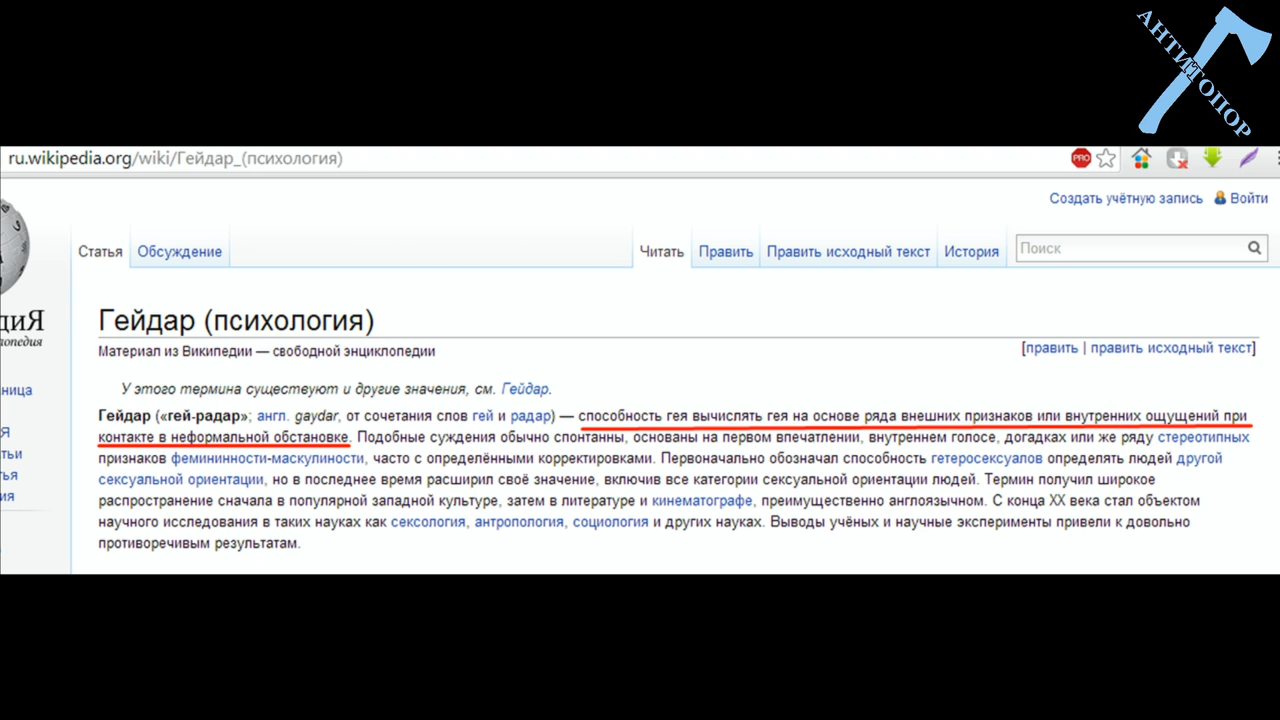 АНТИТОПОР
ru.wikipedia.org/wiki/Гейдар_(психология)
PRO
Создать учётную запись Войти
Статья Обсуждение Читать Править Править исходный текст История Поиск
Гейдар (психология)
[править | править исходный текст]
Материал из Википедии — свободной энциклопедии
У этого термина существуют и другие значения, см. Гейдар.
Гейдар («гей-радар»; англ. gaydar, от сочетания слов гей и радар) — способность гея вычислять гея на основе ряда внешних признаков или внутренних ощущений при
контакте в неформальной обстановке. Подобные суждения обычно спонтанны, основаны на первом впечатлении, внутреннем голосе, догадках или же ряду стереотипных
признаков фемининности-маскулиности, часто с определёнными корректировками. Первоначально обозначал способность гетеросексуалов определять людей другой
сексуальной ориентации, но в последнее время расширил своё значение, включив все категории сексуальной ориентации людей. Термин получил широкое
распространение сначала в популярной западной культуре, затем в литературе и кинематографе, преимущественно англоязычном. С конца XX века стал объектом
научного исследования в таких науках как сексология, антропология, социология и других науках. Выводы учёных и научные эксперименты привели к довольно
противоречивым результатам.
диЯ
лопедия
ница
я
тьи
тья
ия